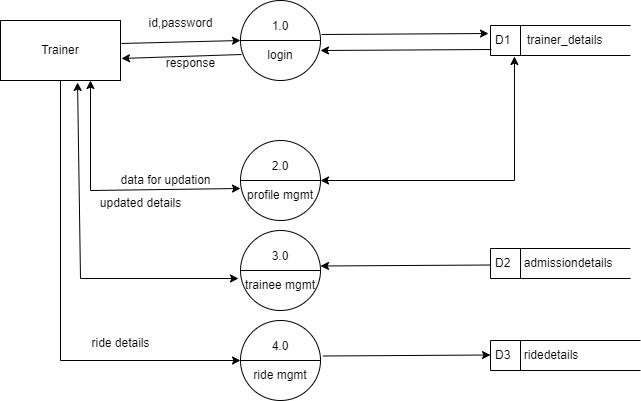 id,password
1.0
Trainer
login
response
D1
trainer_details
2.0
data for updation
profile mgmt
updated details
3.0
trainee mgmt
D2
admissiondetails
ride details
4.0
ride mgmt
D3
ridedetails